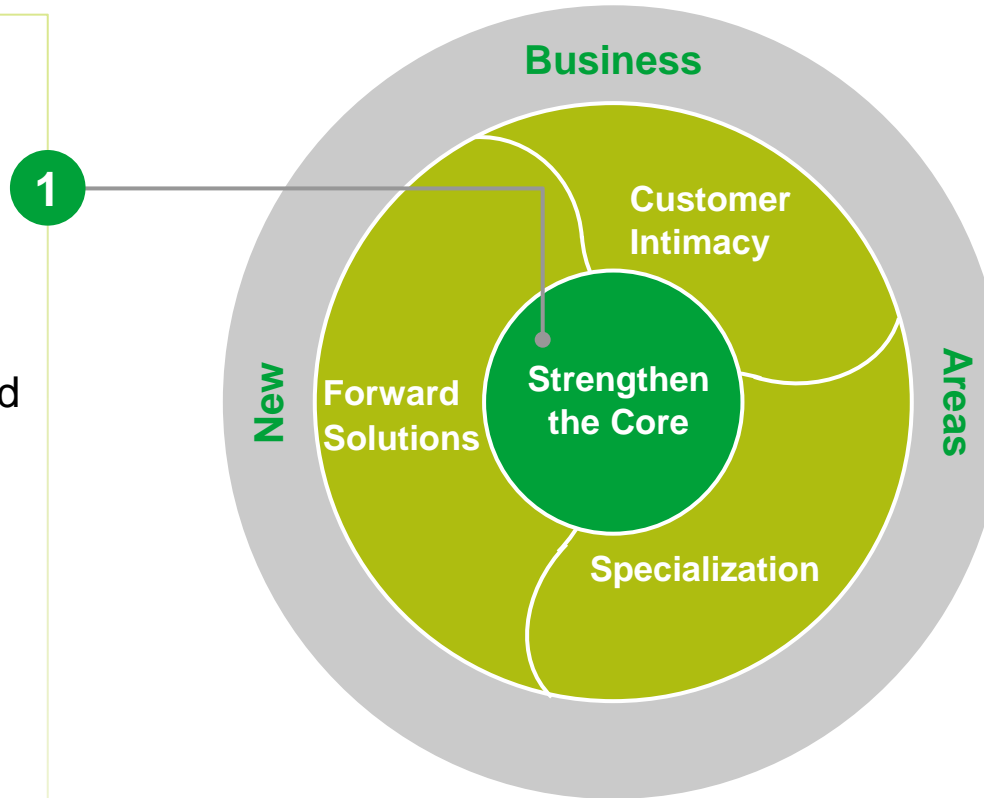 Business
1
Customer
Intimacy
New
Areas
Forward
Solutions
Strengthen
the Core
d
Specialization